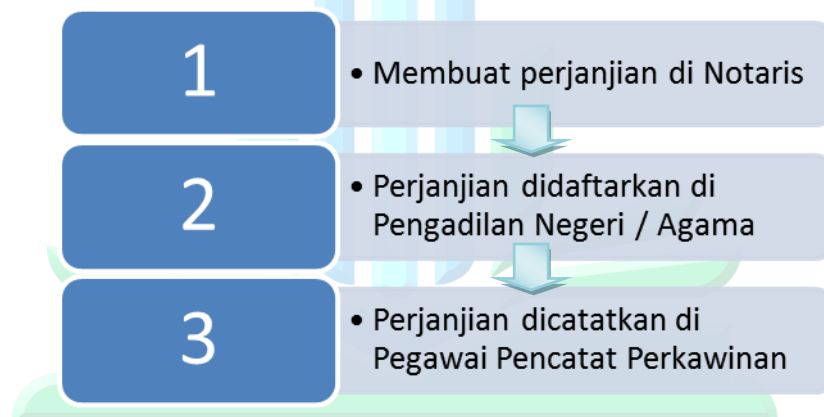 1
• Membuat perjanjian di Notaris
2
• Perjanjian didaftarkan di
Pengadilan Negeri / Agama
3
• Perjanjian dicatatkan di
Pegawai Pencatat Perkawinan